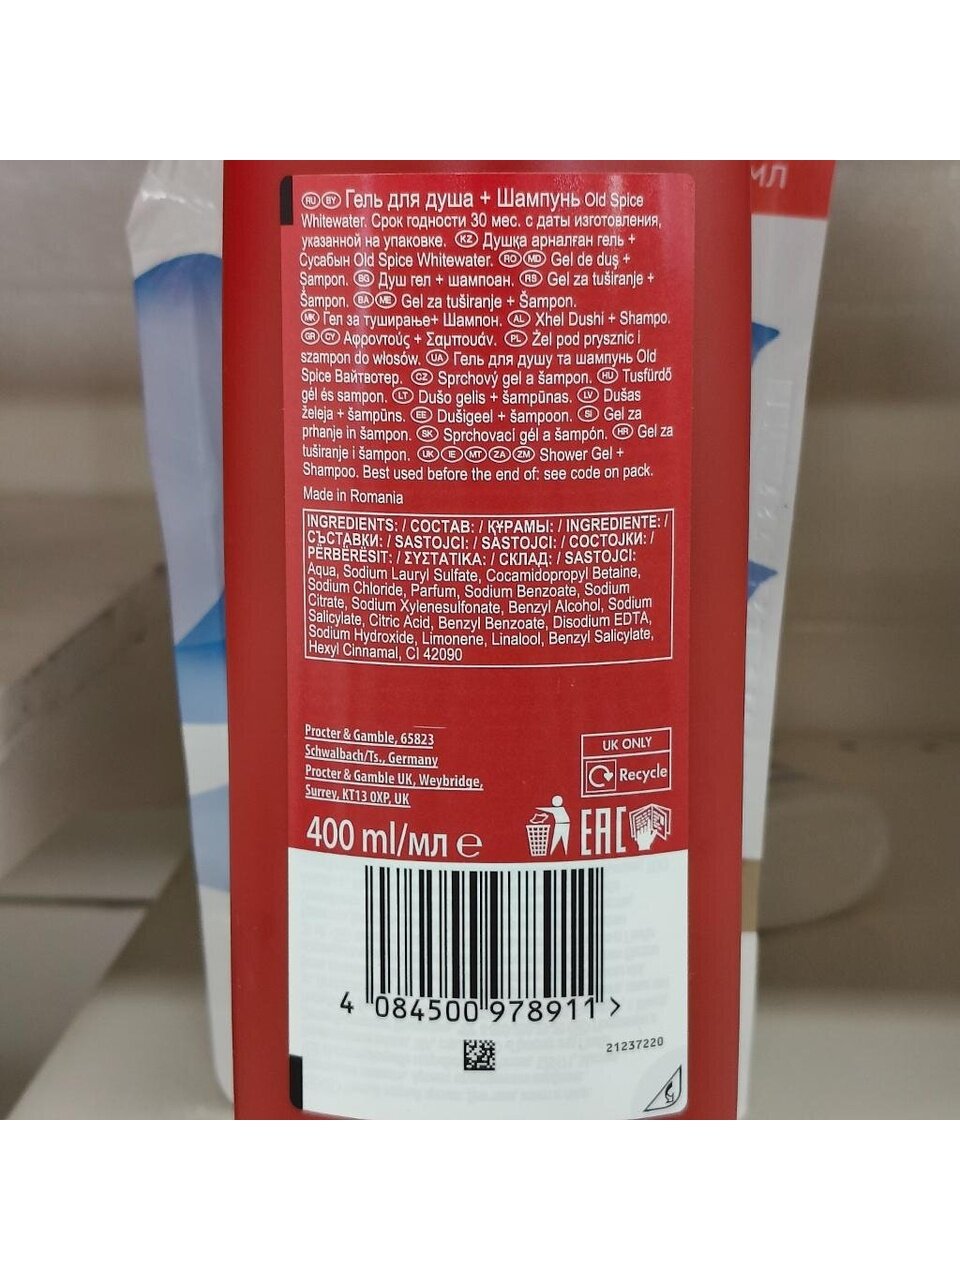 мл
RU BY Гель для душа + Шампунь Old Spice
Whitewater. Срок годности 30 мес. с даты изготовления,
указанной на упаковке. KZ Душқа арналған гель +
Сусабын Old Spice Whitewater. RO MD Gel de duș +
Șampon. BG Душ гел + шампоан. RS Gel za tuširanje +
Šampon. BA ME Gel za tuširanje + Šampon.
MK Гел за туширање+ Шампон. AL Xhel Dushi + Shampo.
GR CY Αφροντούς + Σαμπουάν. PL Żel pod prysznic i
szampon do włosów. UA Гель для душу та шампунь Old
Spice Вайтвотер. CZ Sprchový gel a šampon. HU Tusfürdő
gél és sampon. LT Dušo gelis + šampūnas. LV Dušas
želeja + šampūns. EE Dušigeel + šampoon. SI Gel za
prhanje in šampon. SK Sprchovací gél a šampón. HR Gel za
tuširanje i šampon. UK IE MT ZA ZM Shower Gel +
Shampoo. Best used before the end of: see code on pack.
Made in Romania
INGREDIENTS: / СОСТАВ: / ҚҰРАМЫ: / INGREDIENTE: /
СЪСТАВКИ: / SASTOJCI: / SASTOJCI: / СОСТОЈКИ: /
PËRBËRËSIT: / ΣΥΣΤΑΤΙΚΑ: / СКЛАД: / SASTOJCI:
Aqua, Sodium Lauryl Sulfate, Cocamidopropyl Betaine,
Sodium Chloride, Parfum, Sodium Benzoate, Sodium
Citrate, Sodium Xylenesulfonate, Benzyl Alcohol, Sodium
Salicylate, Citric Acid, Benzyl Benzoate, Disodium EDTA,
Sodium Hydroxide, Limonene, Linalool, Benzyl Salicylate,
Hexyl Cinnamal, CI 42090
Procter & Gamble, 65823
Schwalbach/Ts., Germany
Procter & Gamble UK, Weybridge,
Surrey, KT13 0XP, UK
UK ONLY
Recycle
400 ml/мл e
EAC
4 084500 978911 >
21237220